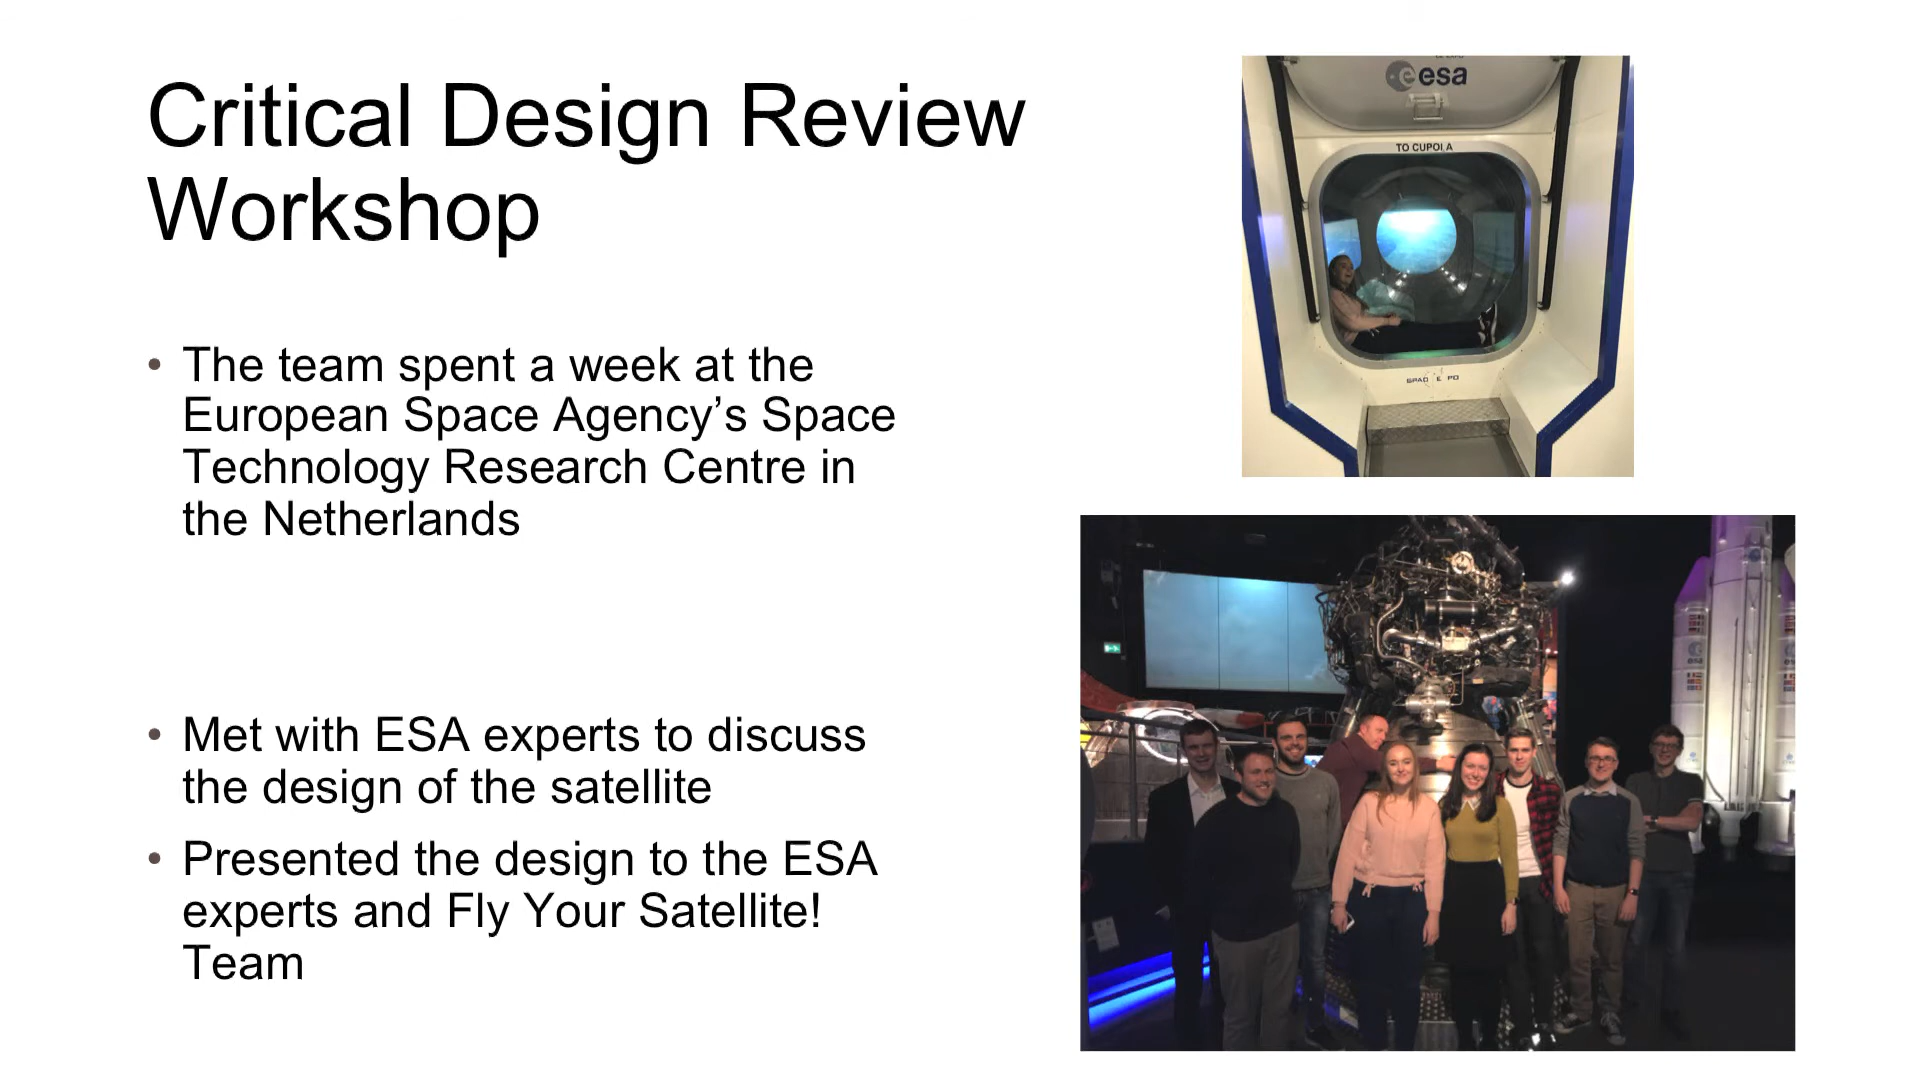 Critical Design Review
Workshop
• The team spent a week at the
European Space Agency’s Space
Technology Research Centre in
the Netherlands
• Met with ESA experts to discuss
the design of the satellite
• Presented the design to the ESA
experts and Fly Your Satellite!
Team
esa
TO CUPOLA
esa